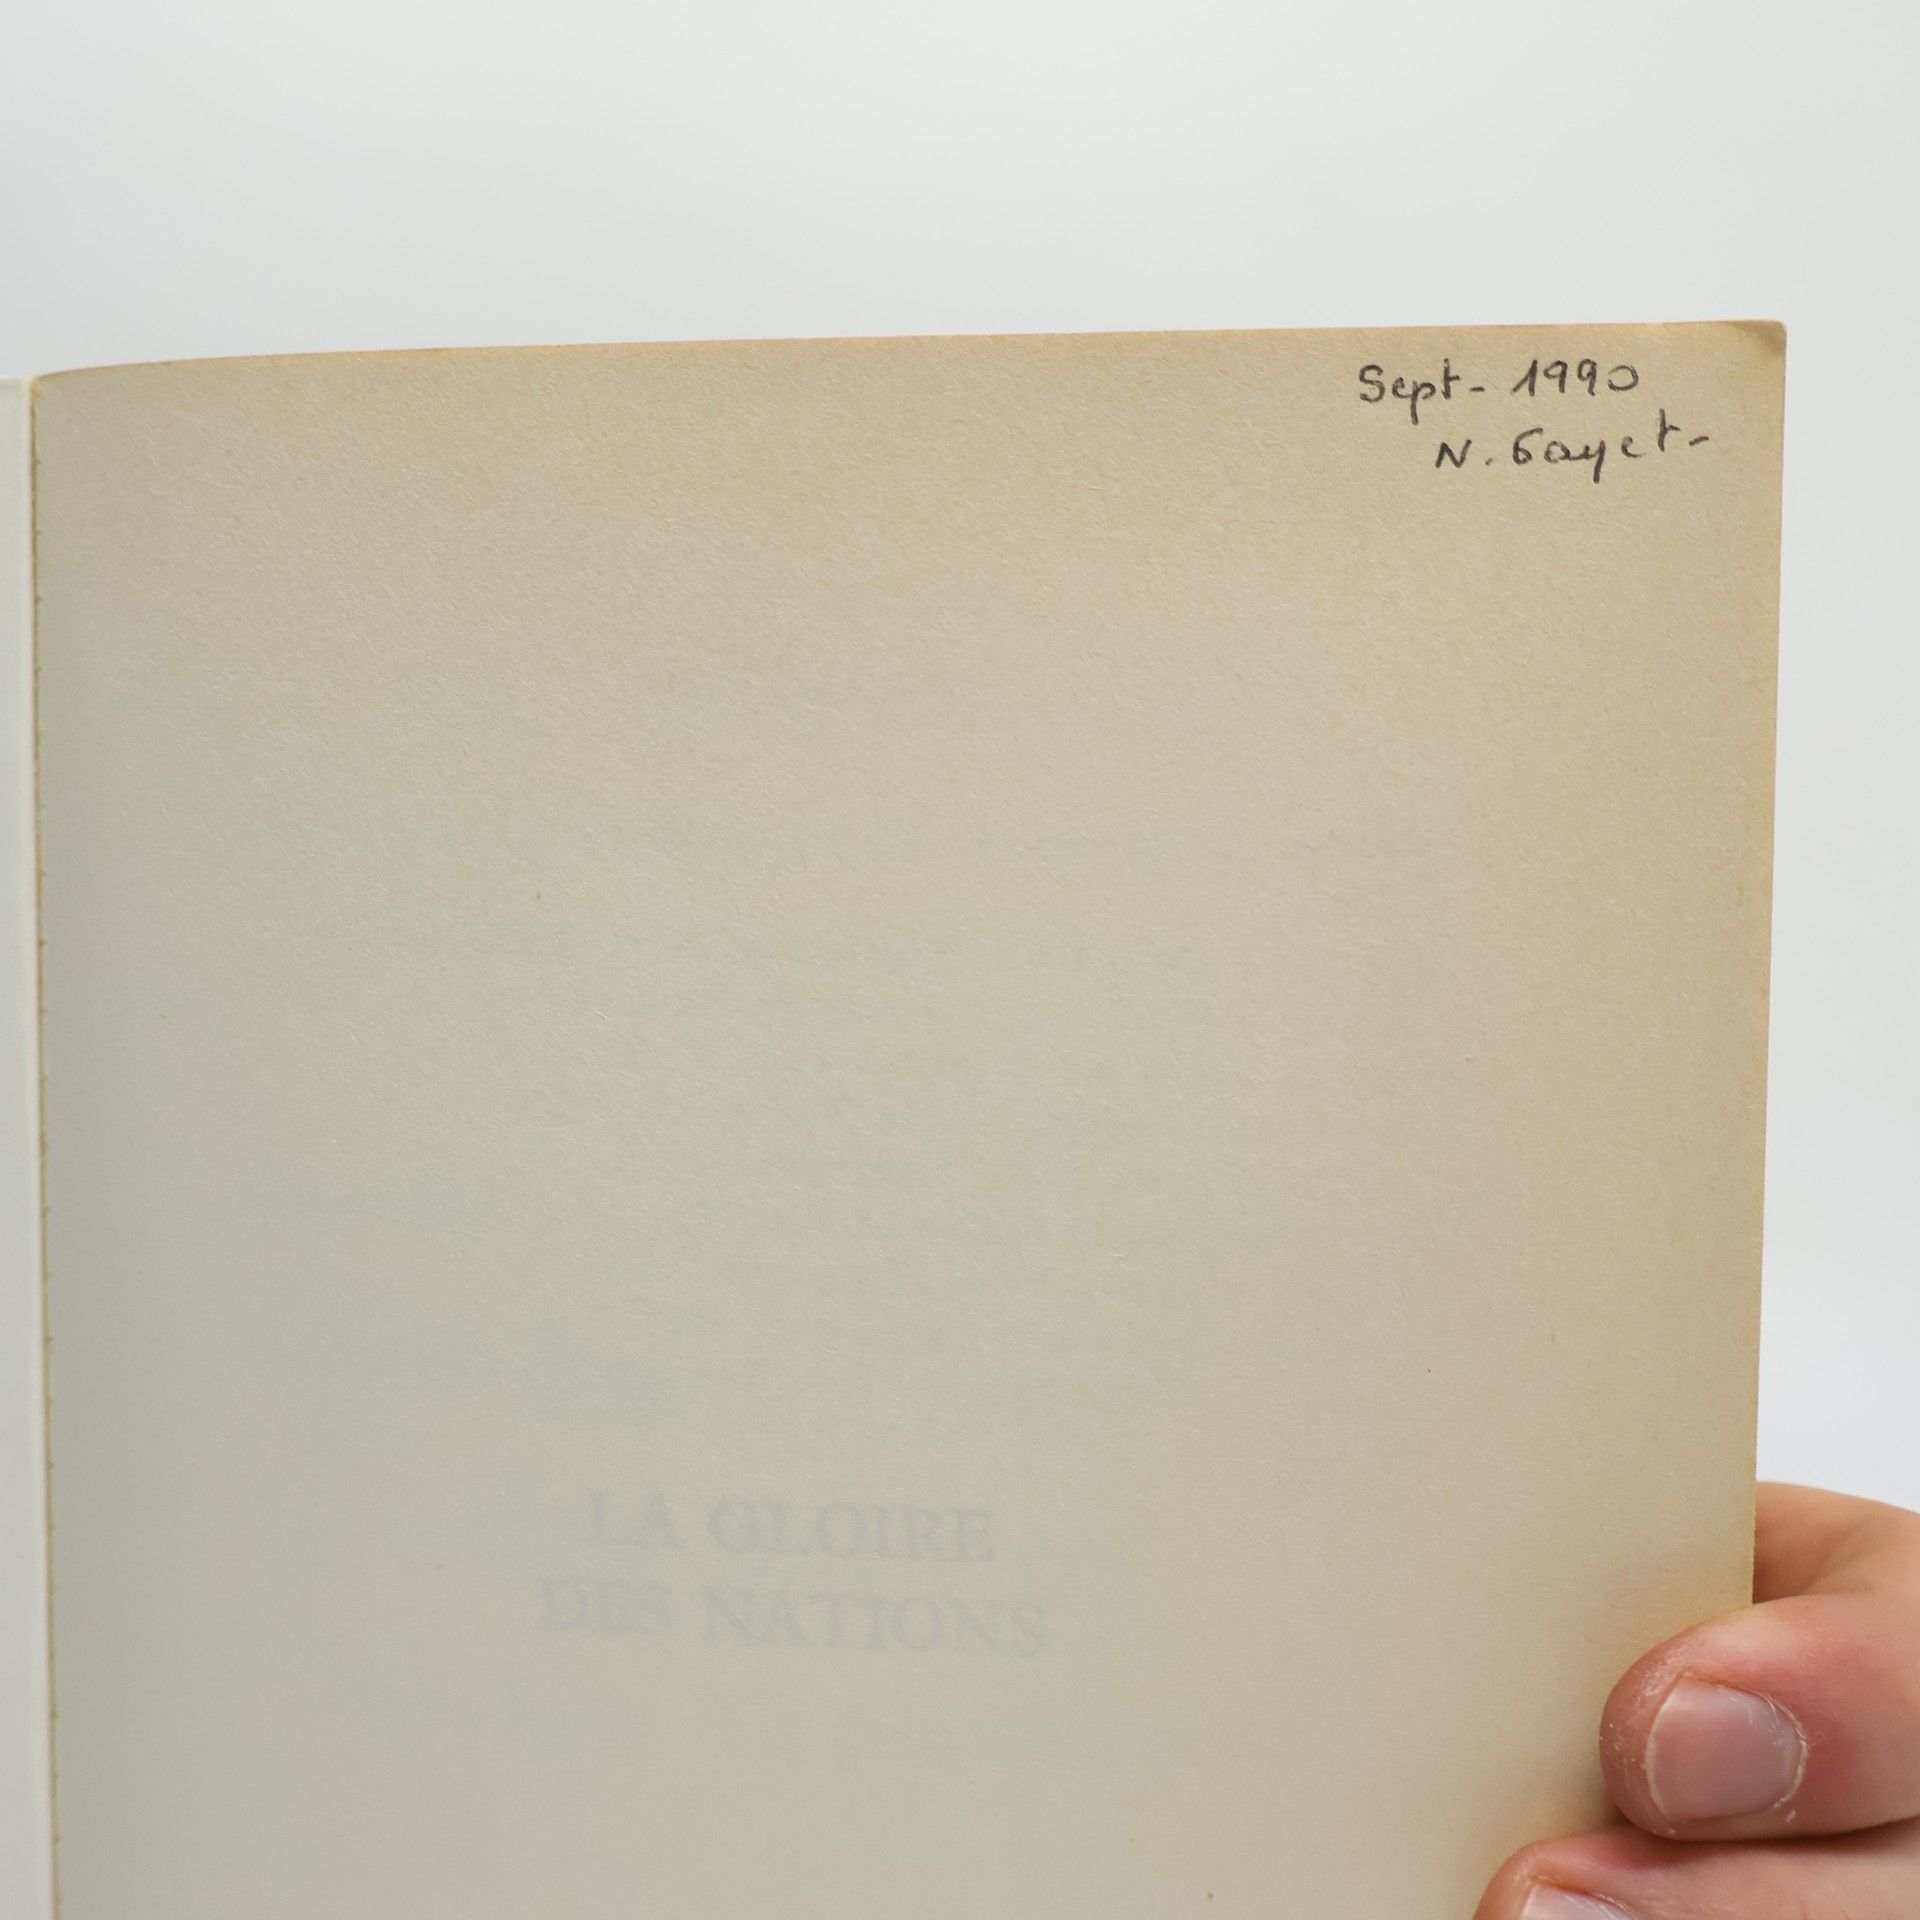 Sept- 1990
N. Gayet-
LA GLOIRE
DES NATIONS